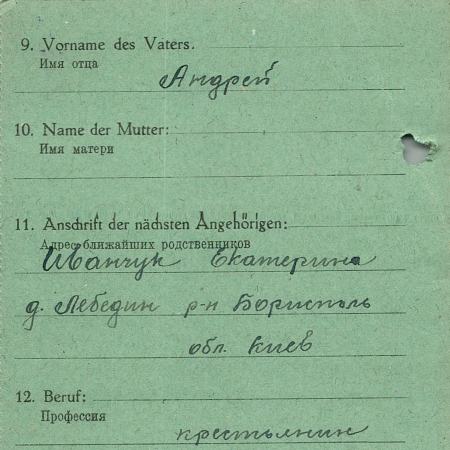 9. Vorname des Vaters.
Имя отца
Андрей
10. Name der Mutter:
Имя матери
11. Anschrift der nächsten Angehörigen:
Адрес ближайших родственников
Иванчук Екатерина
д. Лебедин р-н Борисполь
обл. Киев
12. Beruf:
Профессия
крестьянин